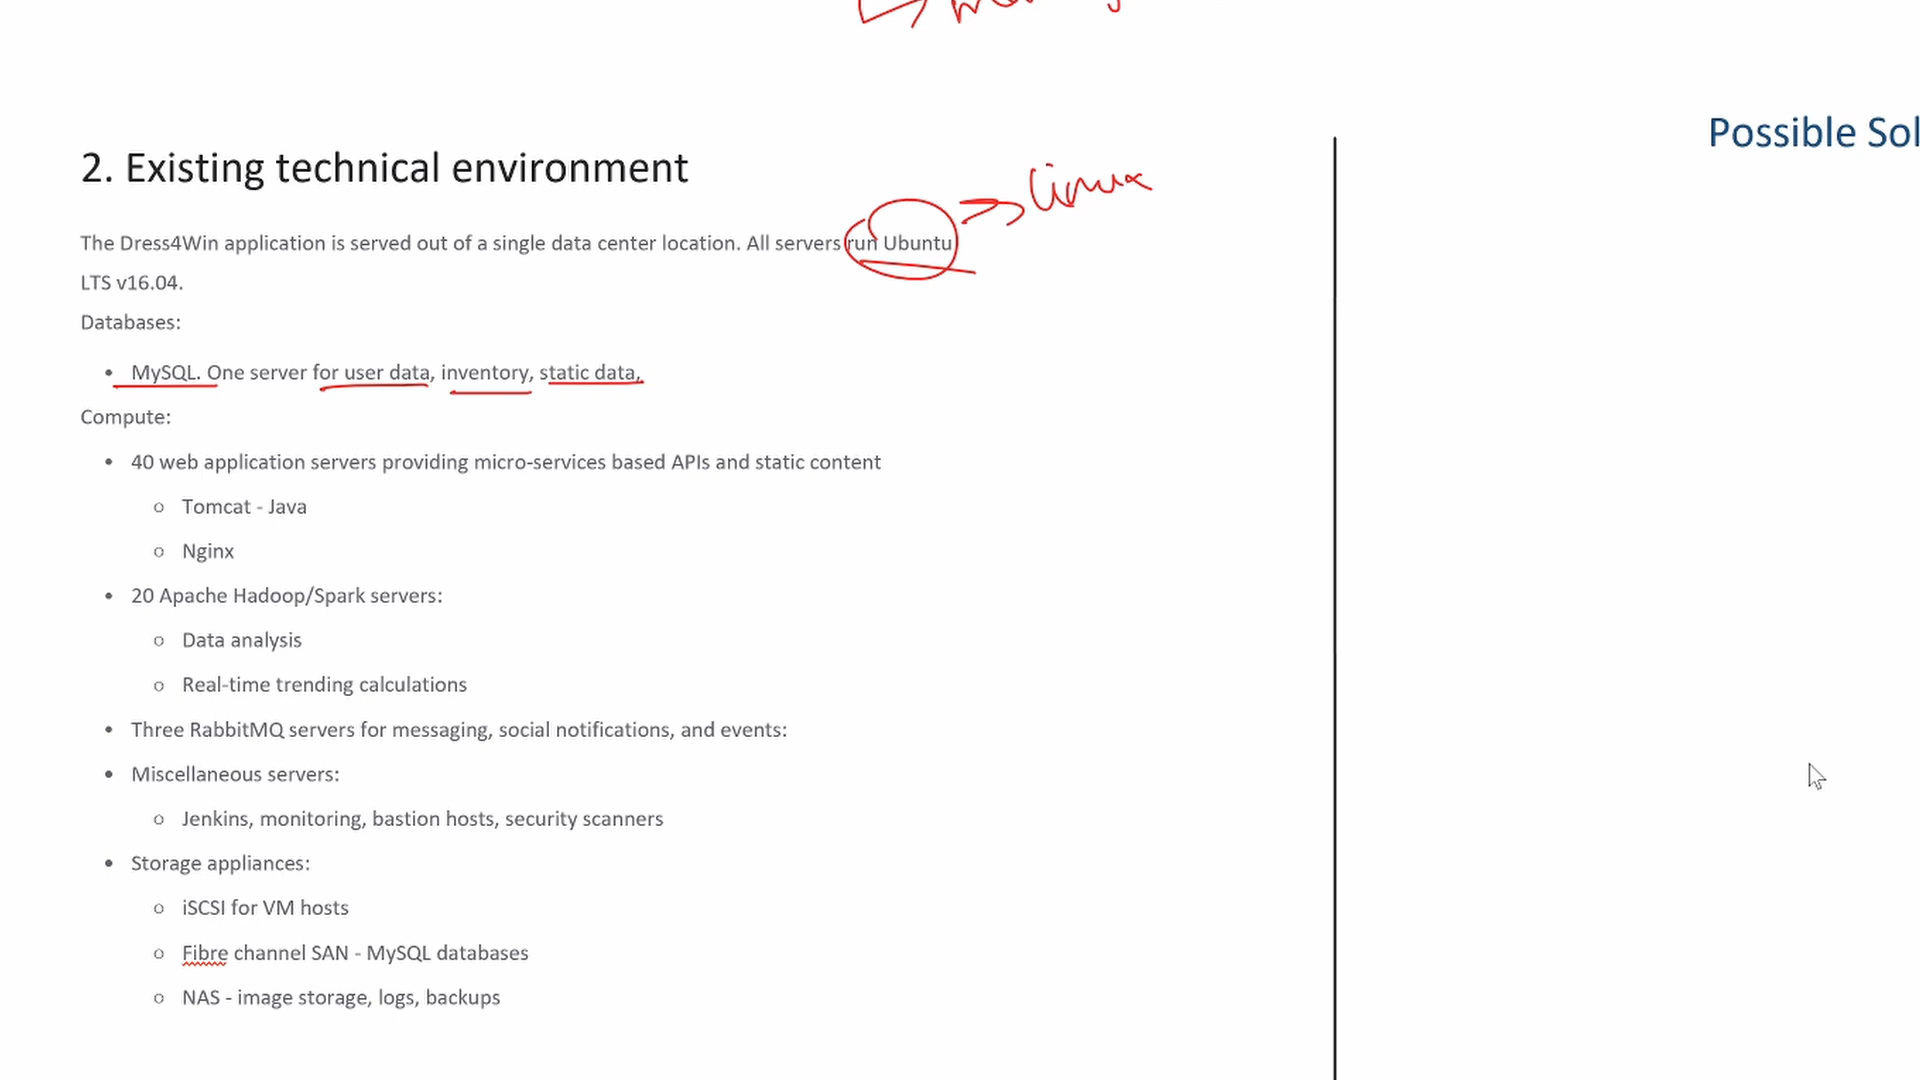 Possible Sol
2. Existing technical environment
linux
The Dress4Win application is served out of a single data center location. All servers run Ubuntu
LTS v16.04.
Databases:
• MySQL. One server for user data, inventory, static data,
Compute:
• 40 web application servers providing micro-services based APIs and static content
o Tomcat - Java
o Nginx
• 20 Apache Hadoop/Spark servers:
o Data analysis
o Real-time trending calculations
• Three RabbitMQ servers for messaging, social notifications, and events:
• Miscellaneous servers:
o Jenkins, monitoring, bastion hosts, security scanners
• Storage appliances:
o iSCSI for VM hosts
o Fibre channel SAN - MySQL databases
o NAS - image storage, logs, backups